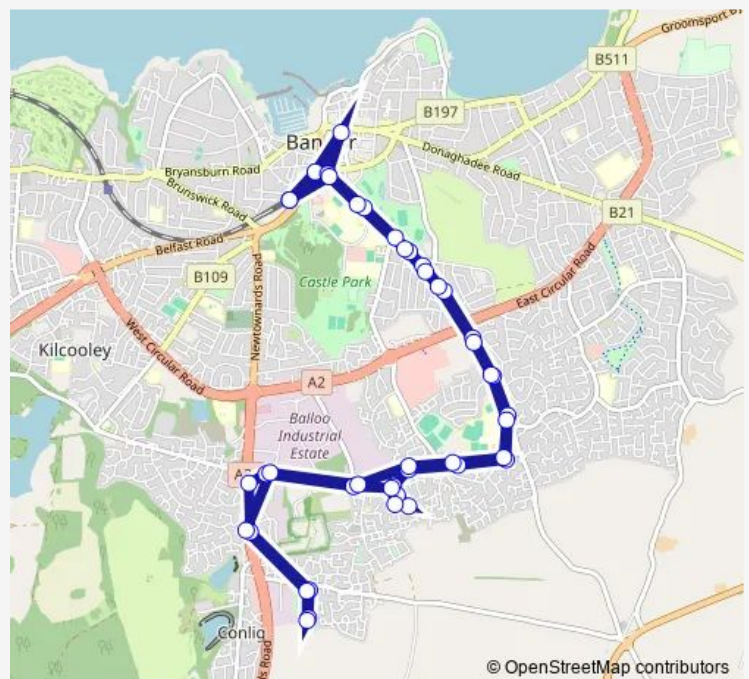 Groomsport
B511
B197
Bryansburn Road
Donaghadee Road
Brunswick Road
B21
Belfast Road
B109
Castle Park
East Circular Road
Newtownards Road
Kilcooley
West Circular Road
A2
Balloo
Industrial
Estate
Conlig
© OpenStreetMap contributors